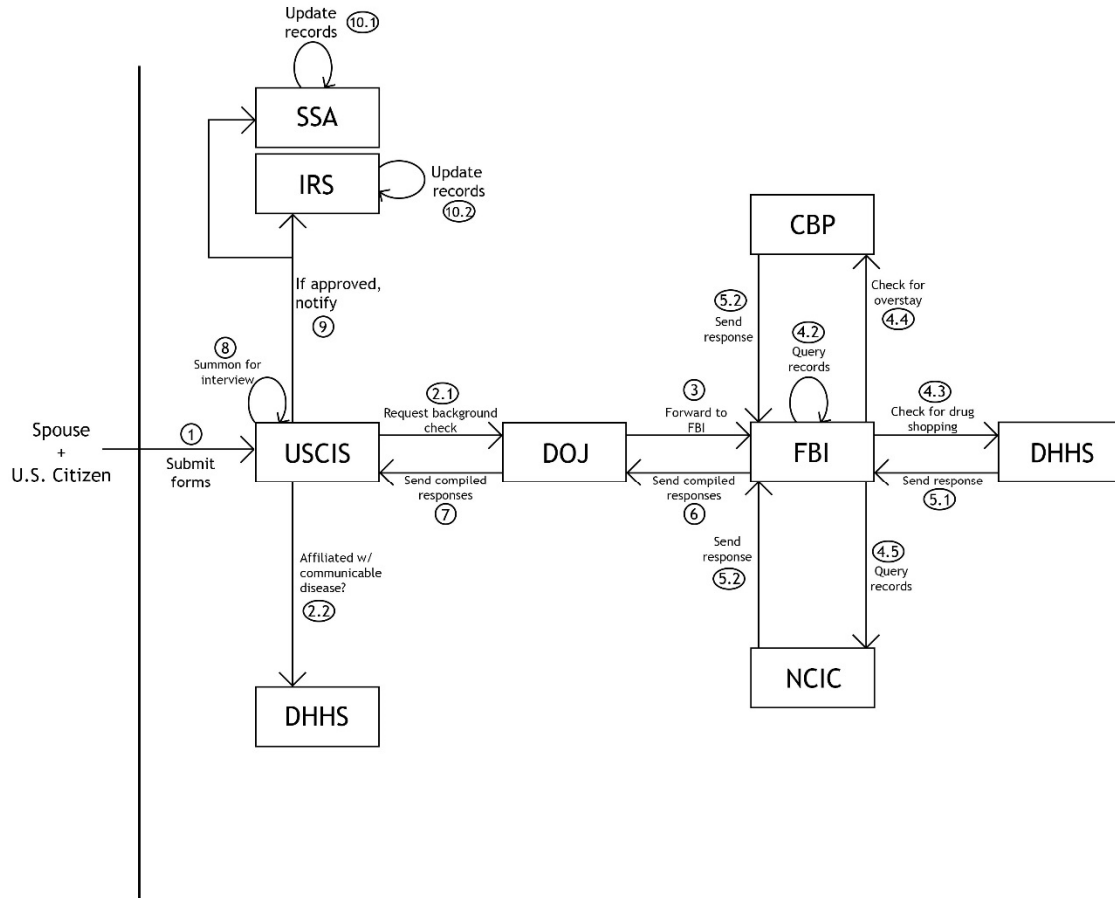 Update
records
10.1
SSA
IRS
Update
records
10.2
CBP
If approved,
notify
9
5.2
Send
response
Check for
overstay
4.4
8
Summon for
interview
4.2
Query
records
2.1
Request background
check
3
Forward to
FBI
4.3
Check for drug
shopping
Spouse
+
U.S. Citizen
1
Submit
forms
USCIS
DOJ
FBI
DHHS
Send compiled
responses
7
Send compiled
responses
6
Send response
5.1
Send
response
5.2
4.5
Query
records
Affiliated w/
communicable
disease?
2.2
NCIC
DHHS